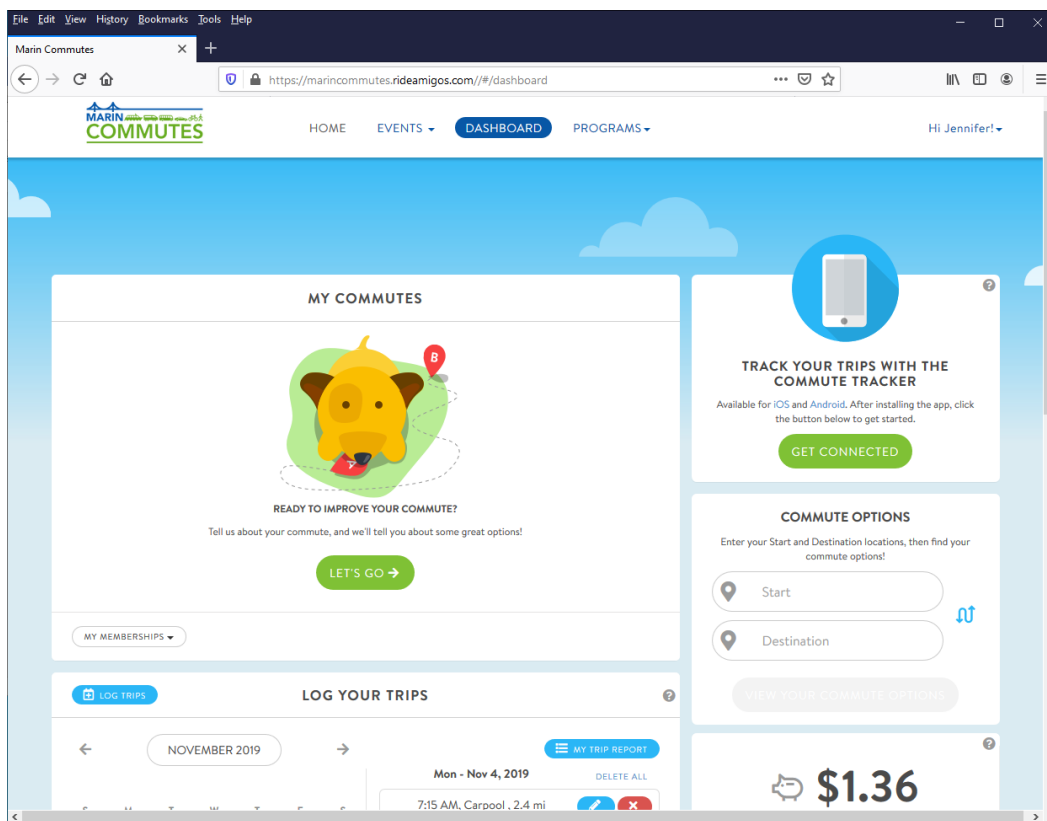 File Edit View History Bookmarks Tools Help
Marin Commutes
https://marincommutes.rideamigos.com//#/dashboard
MARIN
COMMUTES
HOME EVENTS DASHBOARD PROGRAMS Hi Jennifer!
MY COMMUTES
B
A
READY TO IMPROVE YOUR COMMUTE?
Tell us about your commute, and we'll tell you about some great options!
LET'S GO
MY MEMBERSHIPS
LOG TRIPS
LOG YOUR TRIPS
?
NOVEMBER 2019
MY TRIP REPORT
Mon - Nov 4, 2019
DELETE ALL
S M T W T F S
7:15 AM, Carpool , 2.4 mi
?
TRACK YOUR TRIPS WITH THE
COMMUTE TRACKER
Available for iOS and Android. After installing the app, click
the button below to get started.
GET CONNECTED
COMMUTE OPTIONS
Enter your Start and Destination locations, then find your
commute options!
Start
Destination
VIEW YOUR COMMUTE OPTIONS
?
$1.36